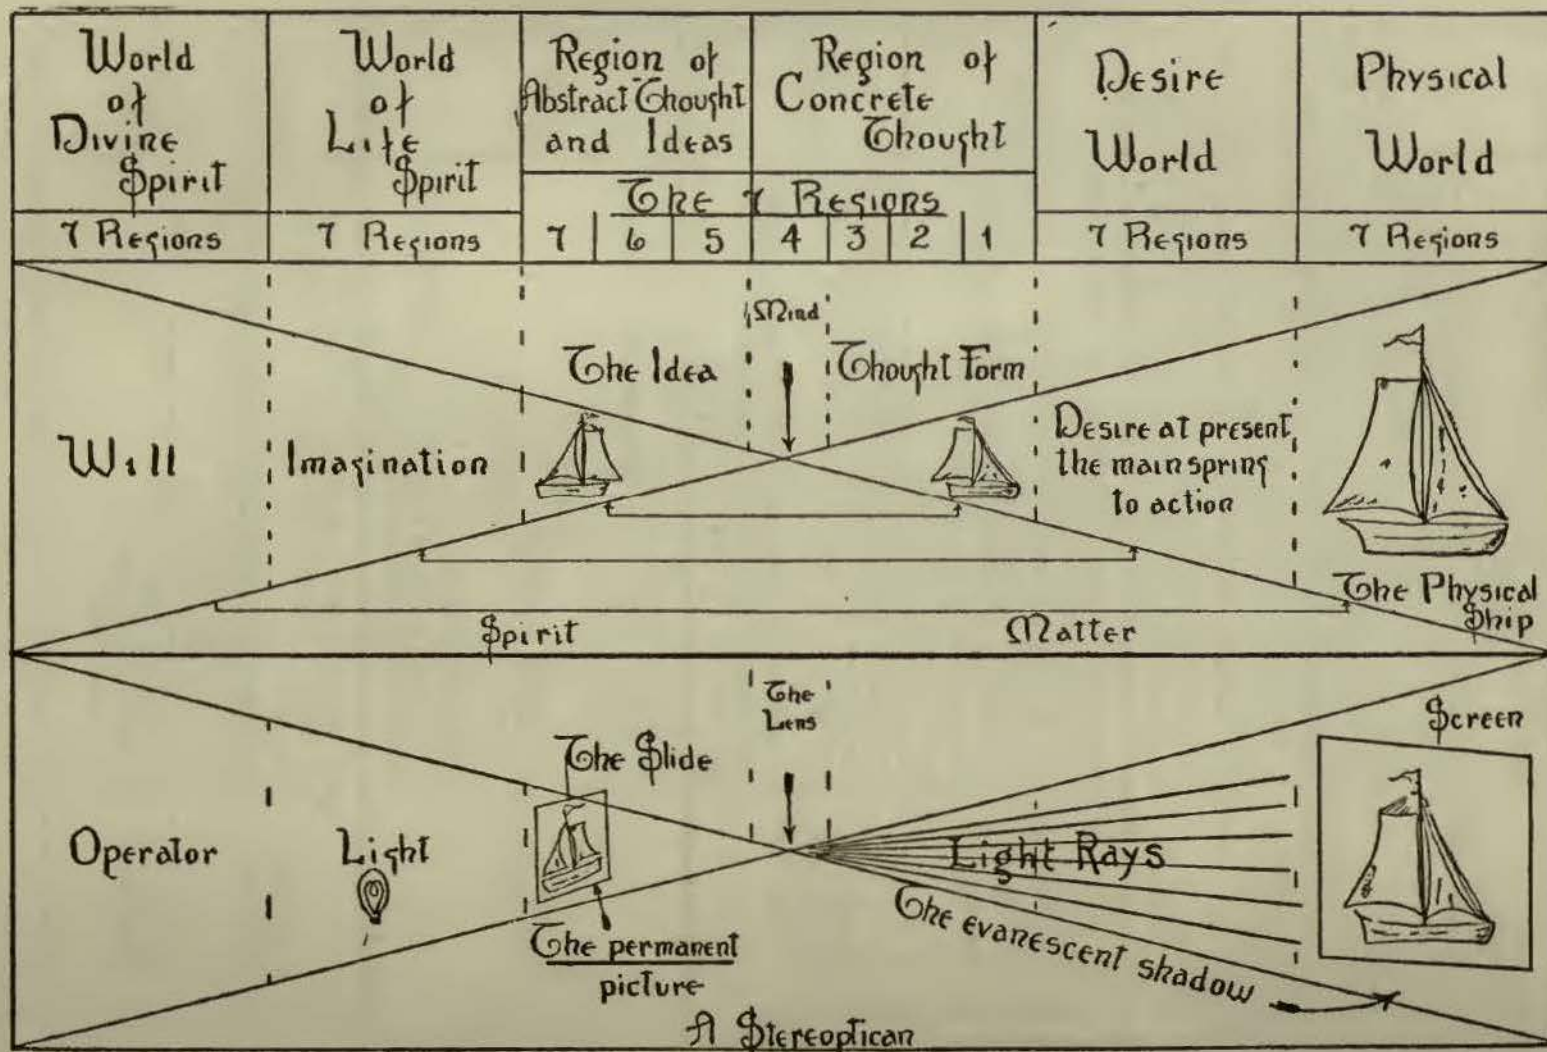 World
of
Divine
Spirit
World
of
Life
Spirit
Region of
Abstract Thought
and Ideas
Region of
Concrete
Thought
Desire
World
Physical
World
The 7 Regions
7 Regions
7 Regions
7 6 5 4 3 2 1
7 Regions
7 Regions
Mind
The Idea
Thought Form
Will
Imagination
Desire at present,
the main spring
to action
The Physical
Ship
Spirit
Matter
The
Lens
Screen
The Slide
Operator
Light
Light Rays
The evanescent shadow
The permanent
picture
A Stereoptican